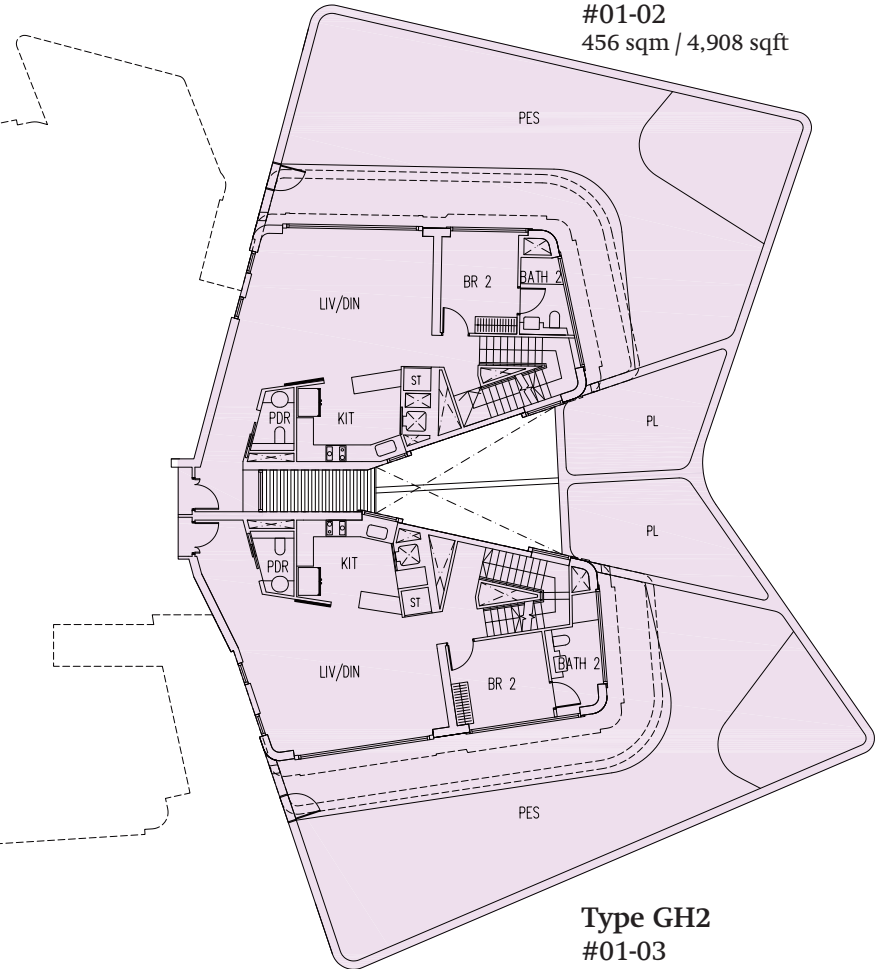 #01-02
456 sqm / 4,908 sqft
PES
BR 2
BATH 2
LIV/DIN
ST
PDR
KIT
PL
PL
PDR
KIT
ST
LIV/DIN
BR 2
BATH 2
PES
Type GH2
#01-03